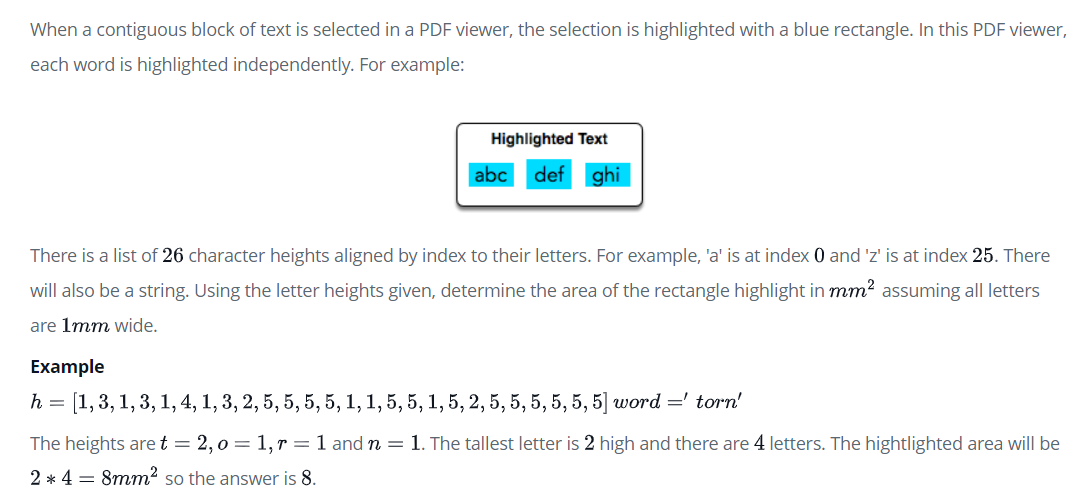 When a contiguous block of text is selected in a PDF viewer, the selection is highlighted with a blue rectangle. In this PDF viewer,
each word is highlighted independently. For example:
Highlighted Text
abc def ghi
There is a list of 26 character heights aligned by index to their letters. For example, 'a' is at index 0 and 'z' is at index 25. There
will also be a string. Using the letter heights given, determine the area of the rectangle highlight in mm² assuming all letters
are 1mm wide.
Example
h = [1, 3, 1, 3, 1, 4, 1, 3, 2, 5, 5, 5, 5, 1, 1, 5, 5, 1, 5, 2, 5, 5, 5, 5, 5, 5] word =' torn'
The heights are t = 2, o = 1, r = 1 and n = 1. The tallest letter is 2 high and there are 4 letters. The hightlighted area will be
2 * 4 = 8mm² so the answer is 8.